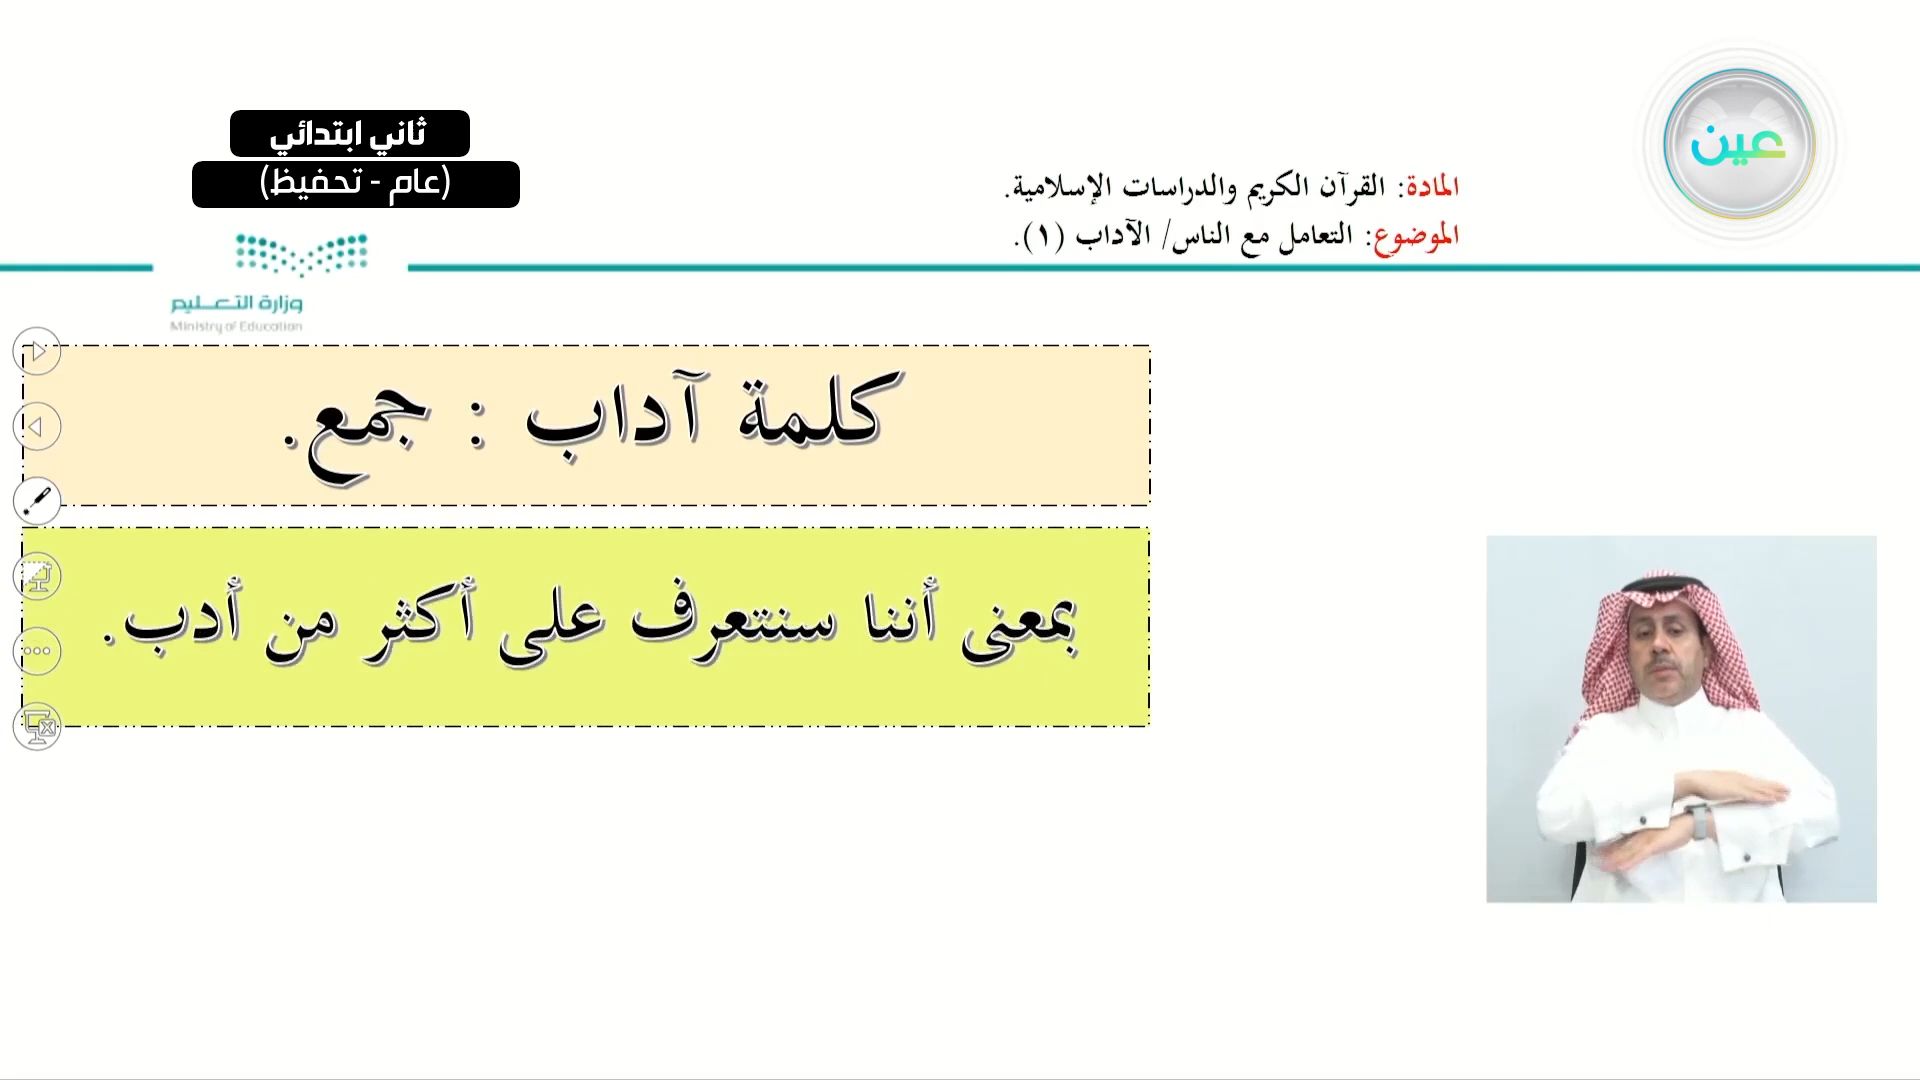 عين
ثاني ابتدائي
(عام - تحفيظ)
المادة: القرآن الكريم والدراسات الإسلامية.
الموضوع: التعامل مع الناس/ الآداب (١).
وزارة التعليم
Ministry of Education
كلمة آداب : جمع.
بمعنى أننا سنتعرف على أكثر من أدب.